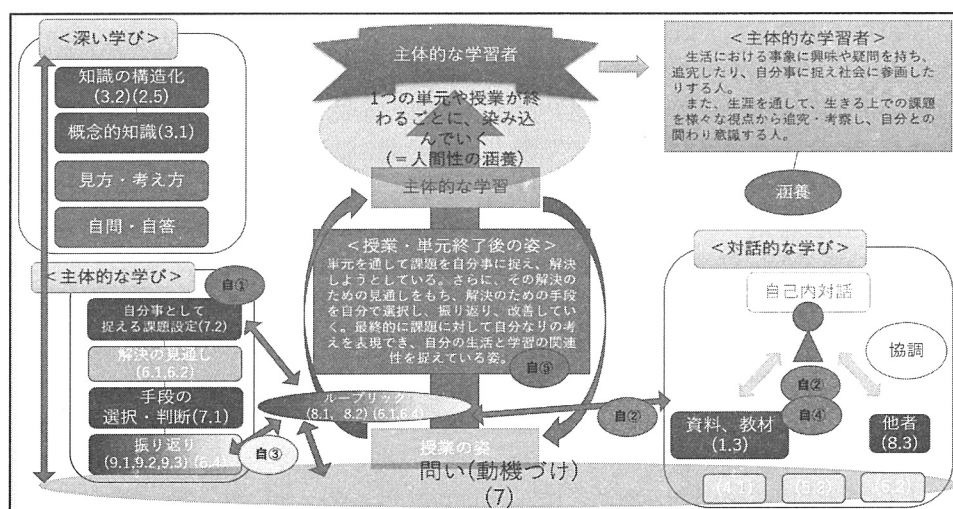 ＜深い学び＞
知識の構造化
(3.2)(2.5)
概念的知識(3.1)
見方・考え方
自問・自答
＜主体的な学び＞
自①
自分事として
捉える課題設定(7.2)
解決の見通し
(6.1,6.2)
手段の
選択・判断(7.1)
振り返り
(9.1,9.2,9.3) (6.4)
自③
主体的な学習者
1つの単元や授業が終
わるごとに、染み込
んでいく
(＝人間性の涵養)
主体的な学習
＜授業・単元終了後の姿＞
単元を通して課題を自分事に捉え、解決
しようとしている。さらに、その解決の
ための見通しをもち、解決のための手段
を自分で選択し、振り返り、改善してい
く。最終的に課題に対して自分なりの考え
を表現でき、自分の生活と学習の関連
性を捉えている姿。
自⑤
ルーブリック
(8.1、8.2) (6.1,6.4)
授業の姿
問い(動機づけ)
(7)
＜主体的な学習者＞
生活における事象に興味や疑問を持ち、
追究したり、自分事に捉え社会に参画した
りする人。
また、生涯を通して、生きる上での課題
を様々な視点から追究・考察し、自分との
関わり意識する人。
涵養
＜対話的な学び＞
自己内対話
協調
自②
自②
自④
資料、教材
(1.3)
他者
(8.3)
(4.1)
(5.2)
(6.2)